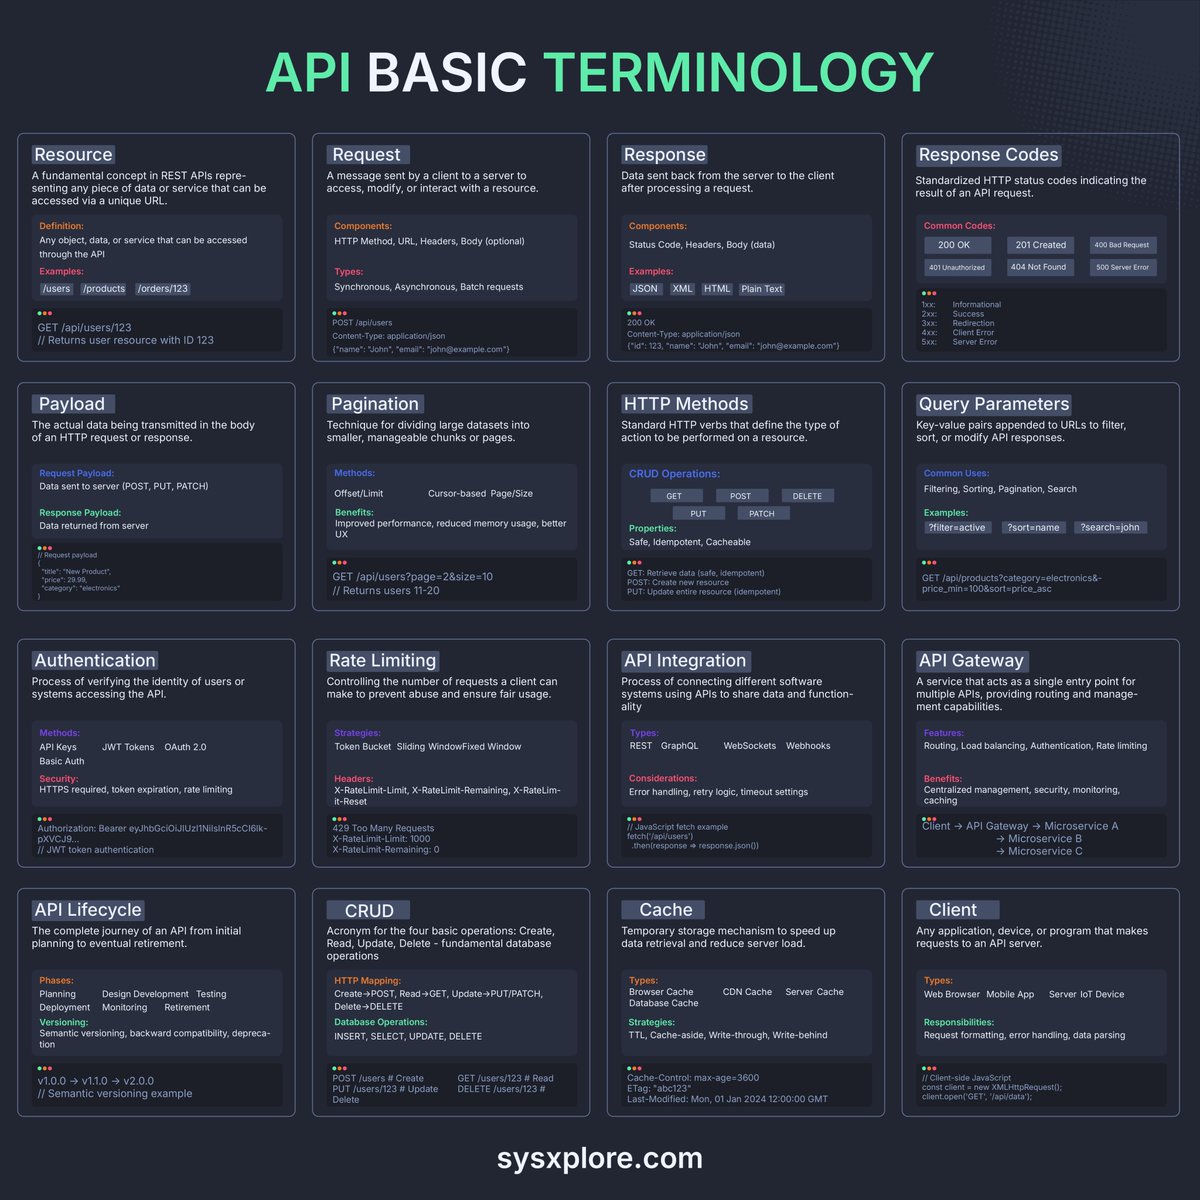 API BASIC TERMINOLOGY
Resource
A fundamental concept in REST APIs repre-
senting any piece of data or service that can be
accessed via a unique URL.
Definition:
Any object, data, or service that can be accessed
through the API
Examples:
/users /products /orders/123
GET /api/users/123
// Returns user resource with ID 123
Request
A message sent by a client to a server to
access, modify, or interact with a resource.
Components:
HTTP Method, URL, Headers, Body (optional)
Types:
Synchronous, Asynchronous, Batch requests
POST /api/users
Content-Type: application/json
{"name": "John", "email": "john@example.com"}
Response
Data sent back from the server to the client
after processing a request.
Components:
Status Code, Headers, Body (data)
Examples:
JSON XML HTML Plain Text
200 OK
Content-Type: application/json
{"id": 123, "name": "John", "email": "john@example.com"}
Response Codes
Standardized HTTP status codes indicating the
result of an API request.
Common Codes:
200 OK 201 Created 400 Bad Request
401 Unauthorized 404 Not Found 500 Server Error
1xx: Informational
2xx: Success
3xx: Redirection
4xx: Client Error
5xx: Server Error
Payload
The actual data being transmitted in the body
of an HTTP request or response.
Request Payload:
Data sent to server (POST, PUT, PATCH)
Response Payload:
Data returned from server
// Request payload
{
"title": "New Product",
"price": 29.99,
"category": "electronics"
}
Pagination
Technique for dividing large datasets into
smaller, manageable chunks or pages.
Methods:
Offset/Limit Cursor-based Page/Size
Benefits:
Improved performance, reduced memory usage, better
UX
GET /api/users?page=2&size=10
// Returns users 11-20
HTTP Methods
Standard HTTP verbs that define the type of
action to be performed on a resource.
CRUD Operations:
GET POST DELETE
PUT PATCH
Properties:
Safe, Idempotent, Cacheable
GET: Retrieve data (safe, idempotent)
POST: Create new resource
PUT: Update entire resource (idempotent)
Query Parameters
Key-value pairs appended to URLs to filter,
sort, or modify API responses.
Common Uses:
Filtering, Sorting, Pagination, Search
Examples:
?filter=active ?sort=name ?search=john
GET /api/products?category=electronics&-
price_min=100&sort=price_asc
Authentication
Process of verifying the identity of users or
systems accessing the API.
Methods:
API Keys JWT Tokens OAuth 2.0
Basic Auth
Security:
HTTPS required, token expiration, rate limiting
Authorization: Bearer eyJhbGciOiJIUzI1NiIsInR5cCI6Ik-
pXVCJ9...
// JWT token authentication
Rate Limiting
Controlling the number of requests a client can
make to prevent abuse and ensure fair usage.
Strategies:
Token Bucket Sliding WindowFixed Window
Headers:
X-RateLimit-Limit, X-RateLimit-Remaining, X-RateLim-
it-Reset
429 Too Many Requests
X-RateLimit-Limit: 1000
X-RateLimit-Remaining: 0
API Integration
Process of connecting different software
systems using APIs to share data and function-
ality
Types:
REST GraphQL WebSockets Webhooks
Considerations:
Error handling, retry logic, timeout settings
// JavaScript fetch example
fetch('/api/users')
.then(response => response.json())
API Gateway
A service that acts as a single entry point for
multiple APIs, providing routing and manage-
ment capabilities.
Features:
Routing, Load balancing, Authentication, Rate limiting
Benefits:
Centralized management, security, monitoring,
caching
Client → API Gateway → Microservice A
→ Microservice B
→ Microservice C
API Lifecycle
The complete journey of an API from initial
planning to eventual retirement.
Phases:
Planning Design Development Testing
Deployment Monitoring Retirement
Versioning:
Semantic versioning, backward compatibility, depreca-
tion
v1.0.0 → v1.1.0 → v2.0.0
// Semantic versioning example
CRUD
Acronym for the four basic operations: Create,
Read, Update, Delete - fundamental database
operations
HTTP Mapping:
Create→POST, Read→GET, Update→PUT/PATCH,
Delete→DELETE
Database Operations:
INSERT, SELECT, UPDATE, DELETE
POST /users # Create GET /users/123 # Read
PUT /users/123 # Update DELETE /users/123 #
Delete
Cache
Temporary storage mechanism to speed up
data retrieval and reduce server load.
Types:
Browser Cache CDN Cache Server Cache
Database Cache
Strategies:
TTL, Cache-aside, Write-through, Write-behind
Cache-Control: max-age=3600
ETag: "abc123"
Last-Modified: Mon, 01 Jan 2024 12:00:00 GMT
Client
Any application, device, or program that makes
requests to an API server.
Types:
Web Browser Mobile App Server IoT Device
Responsibilities:
Request formatting, error handling, data parsing
// Client-side JavaScript
const client = new XMLHttpRequest();
client.open('GET', '/api/data');
sysxplore.com